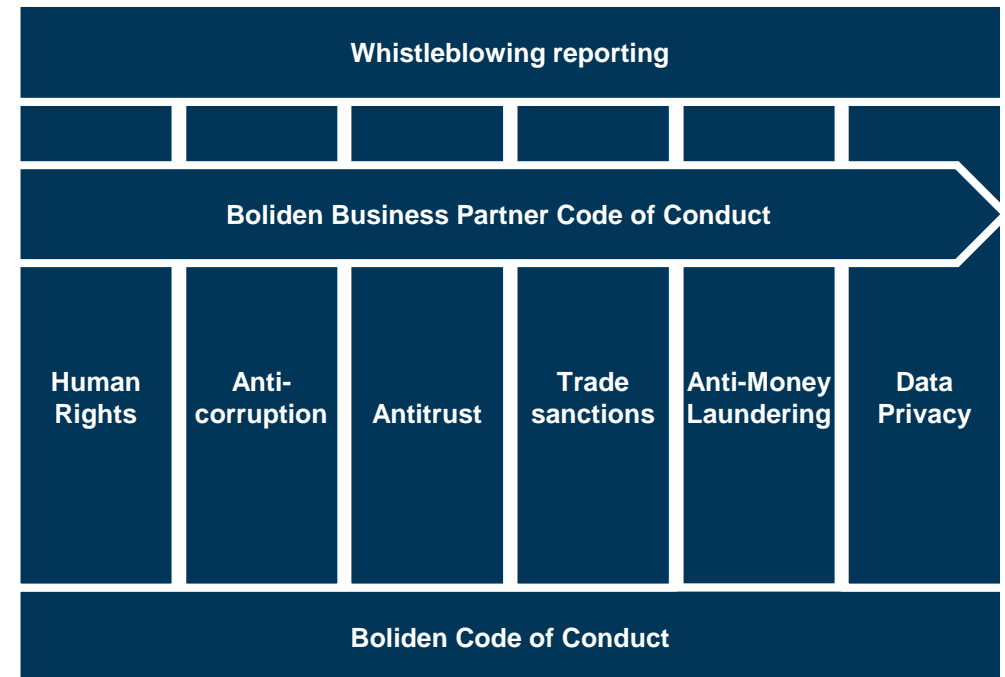 Whistleblowing reporting
Boliden Business Partner Code of Conduct
Human
Rights
Anti-
corruption
Antitrust
Trade
sanctions
Anti-Money
Laundering
Data
Privacy
Boliden Code of Conduct